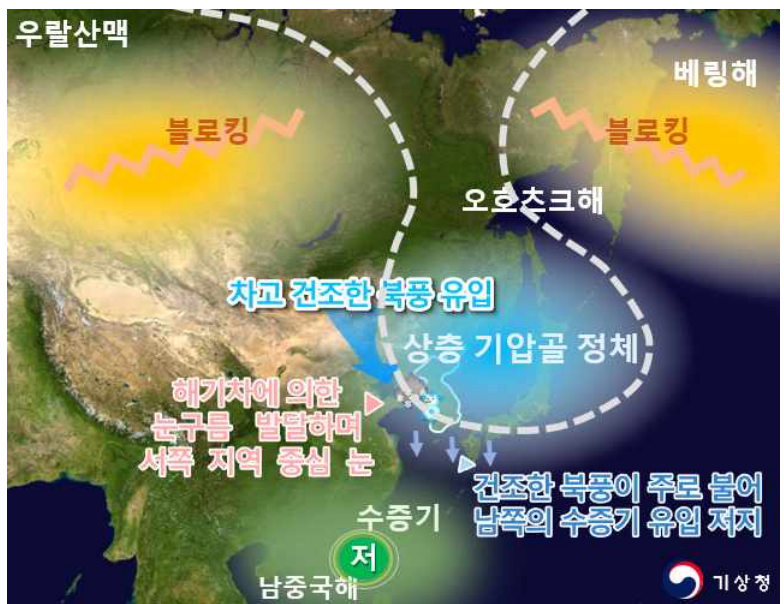 우랄산맥
베링해
블로킹
블로킹
오호츠크해
차고 건조한 북풍 유입
상층 기압골 정체
해기차에 의한
눈구름 발달하며
서쪽 지역 중심 눈
건조한 북풍이 주로 불어
남쪽의 수증기 유입 저지
수증기
저
남중국해
기상청